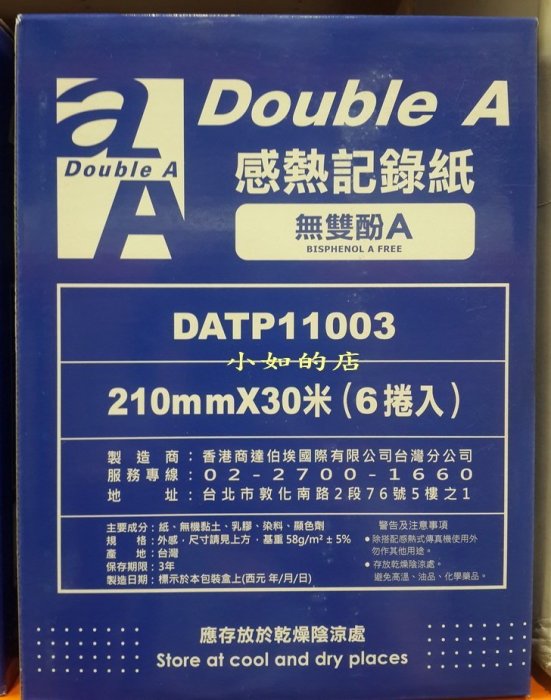 a
A
Double A
Double A
感熱記錄紙
無雙酚A
BISPHENOL A FREE
DATP11003
小如的店
210mmX30米(6捲入)
製造商:香港商達伯埃國際有限公司台灣分公司
服務專線:02-2700-1660
地址:台北市敦化南路2段76號5樓之1
主要成分:紙、無機黏土、乳膠、染料、顯色劑
規格:外感,尺寸請見上方,基重58g/m²±5%
產地:台灣
保存期限:3年
製造日期:標示於本包裝盒上(西元 年/月/日)
警告及注意事項
●除搭配感熱式傳真機使用外
勿作其他用途。
●存放乾燥陰涼處。
避免高溫、油品、化學藥品。
應存放於乾燥陰涼處
Store at cool and dry places